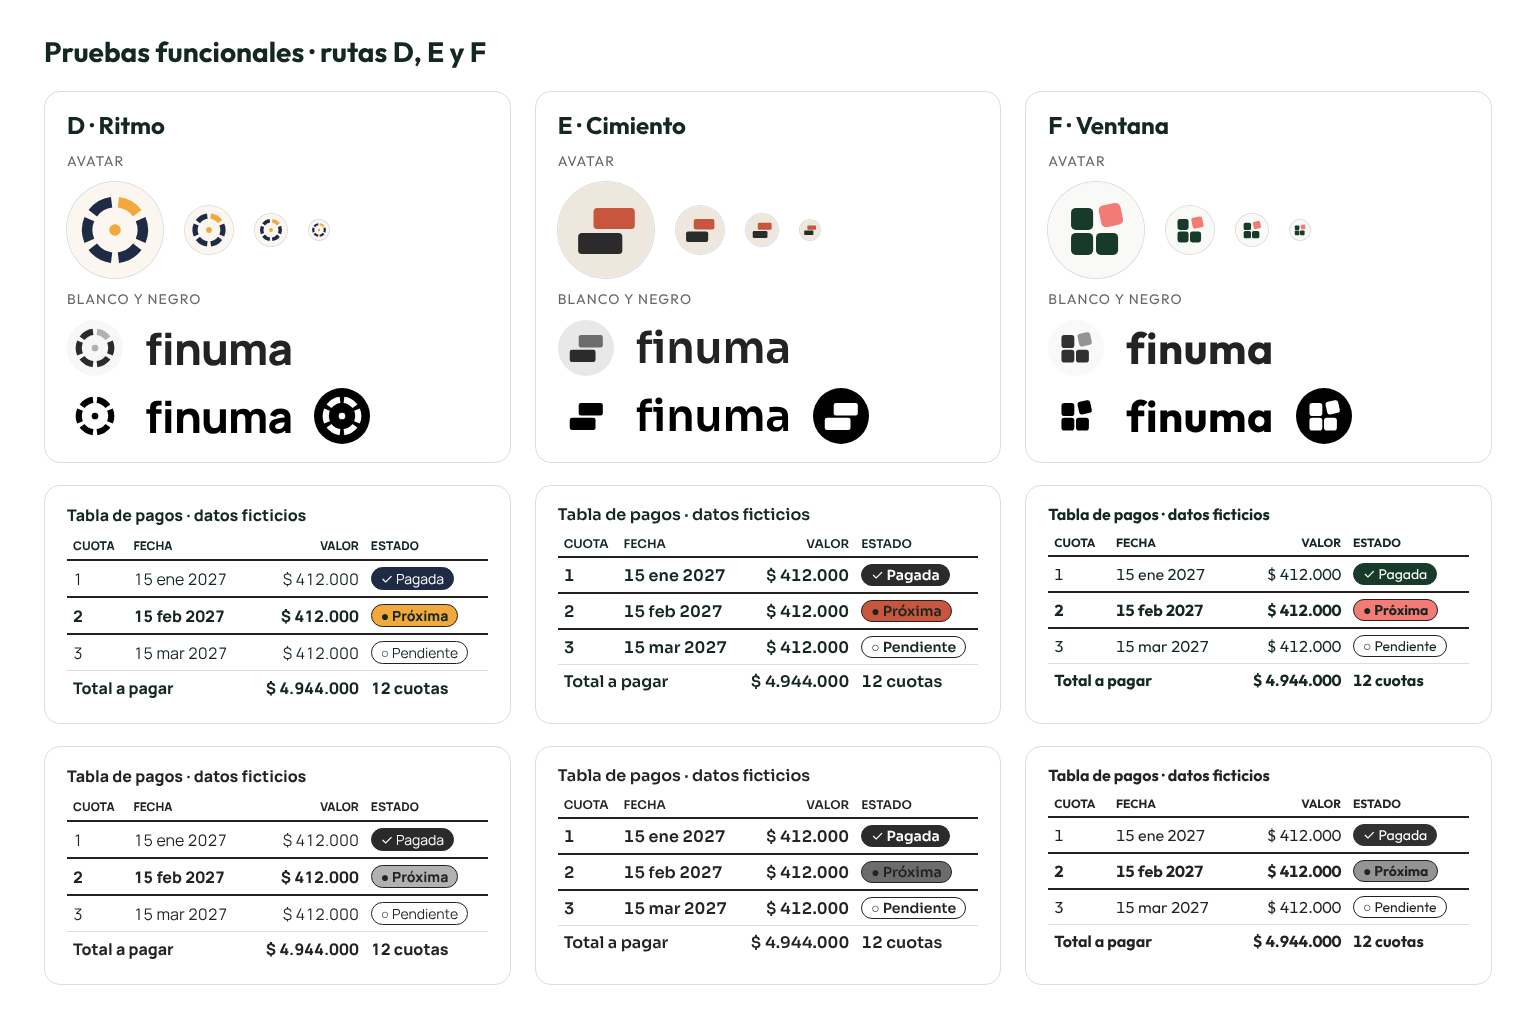 Pruebas funcionales · rutas D, E y F
D · Ritmo
AVATAR
BLANCO Y NEGRO
finuma
finuma
E · Cimiento
AVATAR
BLANCO Y NEGRO
finuma
finuma
F · Ventana
AVATAR
BLANCO Y NEGRO
finuma
finuma
Tabla de pagos · datos ficticios
CUOTA FECHA VALOR ESTADO
1 15 ene 2027 $ 412.000 ✓ Pagada
2 15 feb 2027 $ 412.000 ● Próxima
3 15 mar 2027 $ 412.000 ○ Pendiente
Total a pagar $ 4.944.000 12 cuotas
Tabla de pagos · datos ficticios
CUOTA FECHA VALOR ESTADO
1 15 ene 2027 $ 412.000 ✓ Pagada
2 15 feb 2027 $ 412.000 ● Próxima
3 15 mar 2027 $ 412.000 ○ Pendiente
Total a pagar $ 4.944.000 12 cuotas
Tabla de pagos · datos ficticios
CUOTA FECHA VALOR ESTADO
1 15 ene 2027 $ 412.000 ✓ Pagada
2 15 feb 2027 $ 412.000 ● Próxima
3 15 mar 2027 $ 412.000 ○ Pendiente
Total a pagar $ 4.944.000 12 cuotas
Tabla de pagos · datos ficticios
CUOTA FECHA VALOR ESTADO
1 15 ene 2027 $ 412.000 ✓ Pagada
2 15 feb 2027 $ 412.000 ● Próxima
3 15 mar 2027 $ 412.000 ○ Pendiente
Total a pagar $ 4.944.000 12 cuotas
Tabla de pagos · datos ficticios
CUOTA FECHA VALOR ESTADO
1 15 ene 2027 $ 412.000 ✓ Pagada
2 15 feb 2027 $ 412.000 ● Próxima
3 15 mar 2027 $ 412.000 ○ Pendiente
Total a pagar $ 4.944.000 12 cuotas
Tabla de pagos · datos ficticios
CUOTA FECHA VALOR ESTADO
1 15 ene 2027 $ 412.000 ✓ Pagada
2 15 feb 2027 $ 412.000 ● Próxima
3 15 mar 2027 $ 412.000 ○ Pendiente
Total a pagar $ 4.944.000 12 cuotas